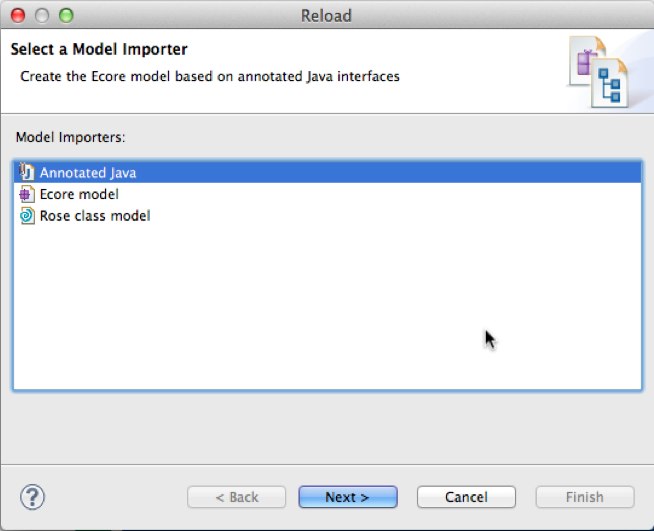 Reload
Select a Model Importer
Create the Ecore model based on annotated Java interfaces
Model Importers:
Annotated Java
Ecore model
Rose class model
?
< Back
Next >
Cancel
Finish